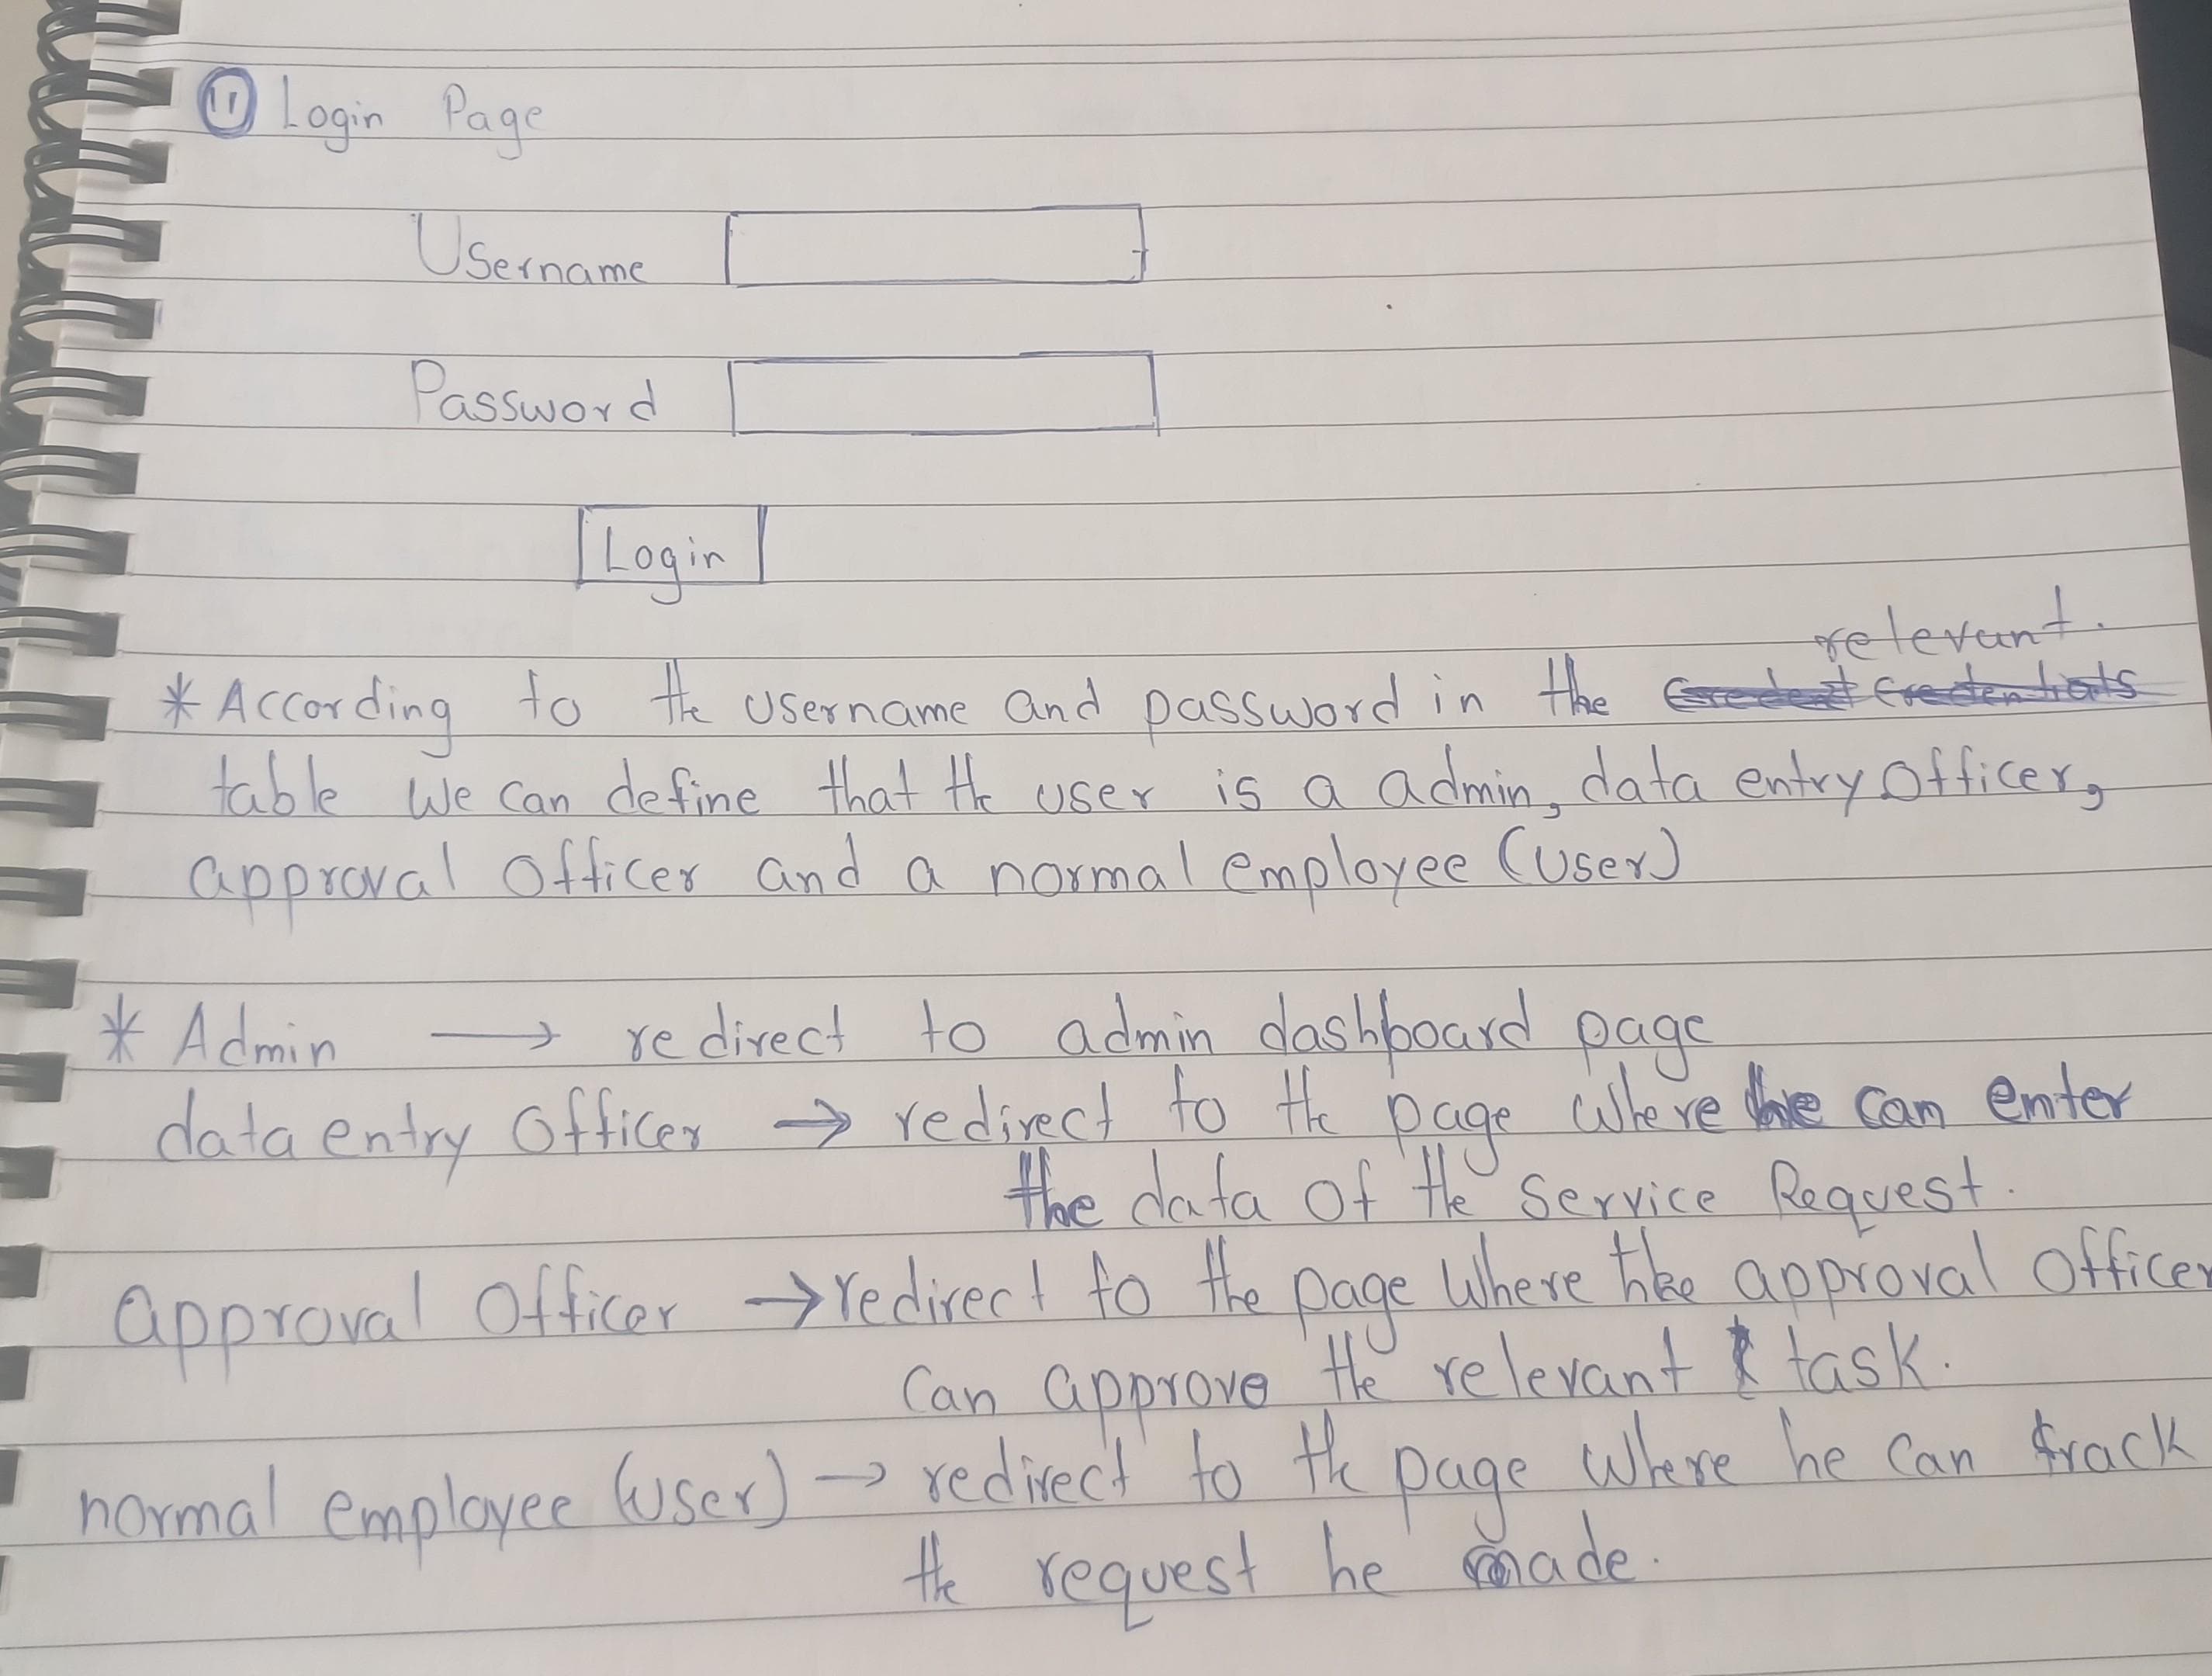 11 Login Page
Username
Password
Login
relevant.
* According to the username and password in the
table we can define that the user is a admin, data entry officer,
approval officer and a normal employee (user)
* Admin → redirect to admin dashboard page
data entry officer → redirect to the page where he can enter
the data of the Service Request.
approval officer → redirect to the page where the approval officer
can approve the relevant task.
normal employee (user) → redirect to the page where he can track
the request he made.